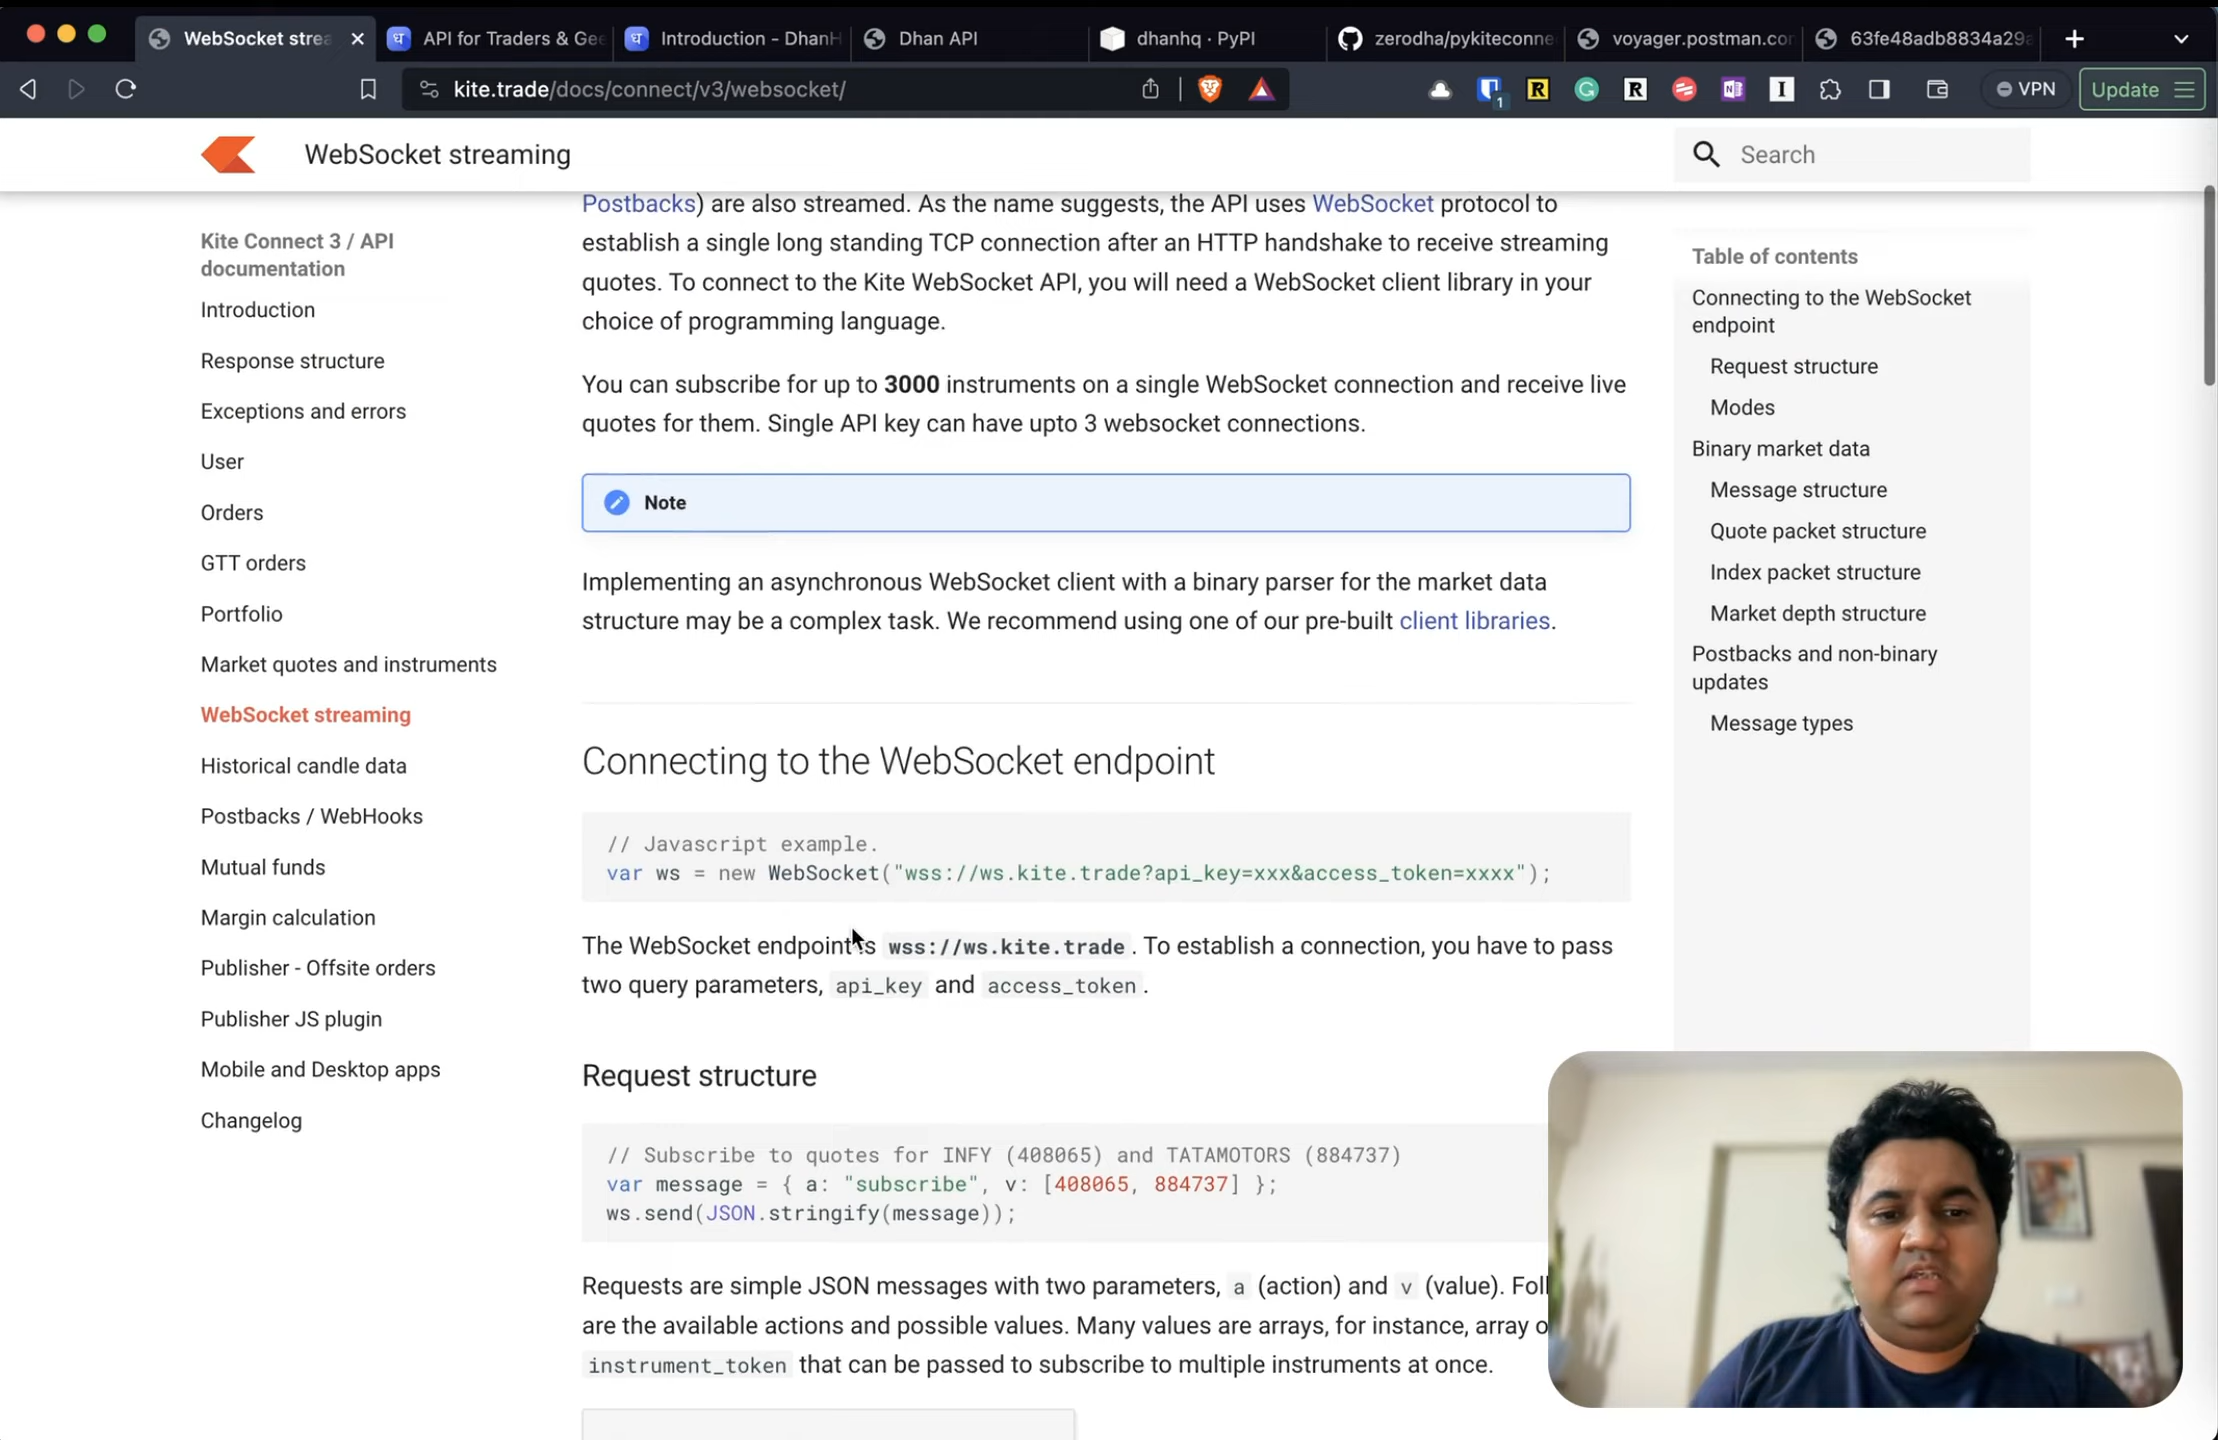 WebSocket strea
API for Traders & Gee
Introduction - DhanH
Dhan API
dhanhq · PyPI
zerodha/pykiteconne
voyager.postman.co
63fe48adb8834a29
kite.trade/docs/connect/v3/websocket/
1
VPN
Update
WebSocket streaming
Search
Kite Connect 3 / API
documentation
Introduction
Response structure
Exceptions and errors
User
Orders
GTT orders
Portfolio
Market quotes and instruments
WebSocket streaming
Historical candle data
Postbacks / WebHooks
Mutual funds
Margin calculation
Publisher - Offsite orders
Publisher JS plugin
Mobile and Desktop apps
Changelog
Postbacks) are also streamed. As the name suggests, the API uses WebSocket protocol to
establish a single long standing TCP connection after an HTTP handshake to receive streaming
quotes. To connect to the Kite WebSocket API, you will need a WebSocket client library in your
choice of programming language.
You can subscribe for up to 3000 instruments on a single WebSocket connection and receive live
quotes for them. Single API key can have upto 3 websocket connections.
Note
Implementing an asynchronous WebSocket client with a binary parser for the market data
structure may be a complex task. We recommend using one of our pre-built client libraries.
Connecting to the WebSocket endpoint
// Javascript example.
var ws = new WebSocket("wss://ws.kite.trade?api_key=xxx&access_token=xxxx");
The WebSocket endpoint is wss://ws.kite.trade. To establish a connection, you have to pass
two query parameters, api_key and access_token.
Request structure
// Subscribe to quotes for INFY (408065) and TATAMOTORS (884737)
var message = { a: "subscribe", v: [408065, 884737] };
ws.send(JSON.stringify(message));
Requests are simple JSON messages with two parameters, a (action) and v (value). Fol
are the available actions and possible values. Many values are arrays, for instance, array o
instrument_token that can be passed to subscribe to multiple instruments at once.
Table of contents
Connecting to the WebSocket
endpoint
Request structure
Modes
Binary market data
Message structure
Quote packet structure
Index packet structure
Market depth structure
Postbacks and non-binary
updates
Message types